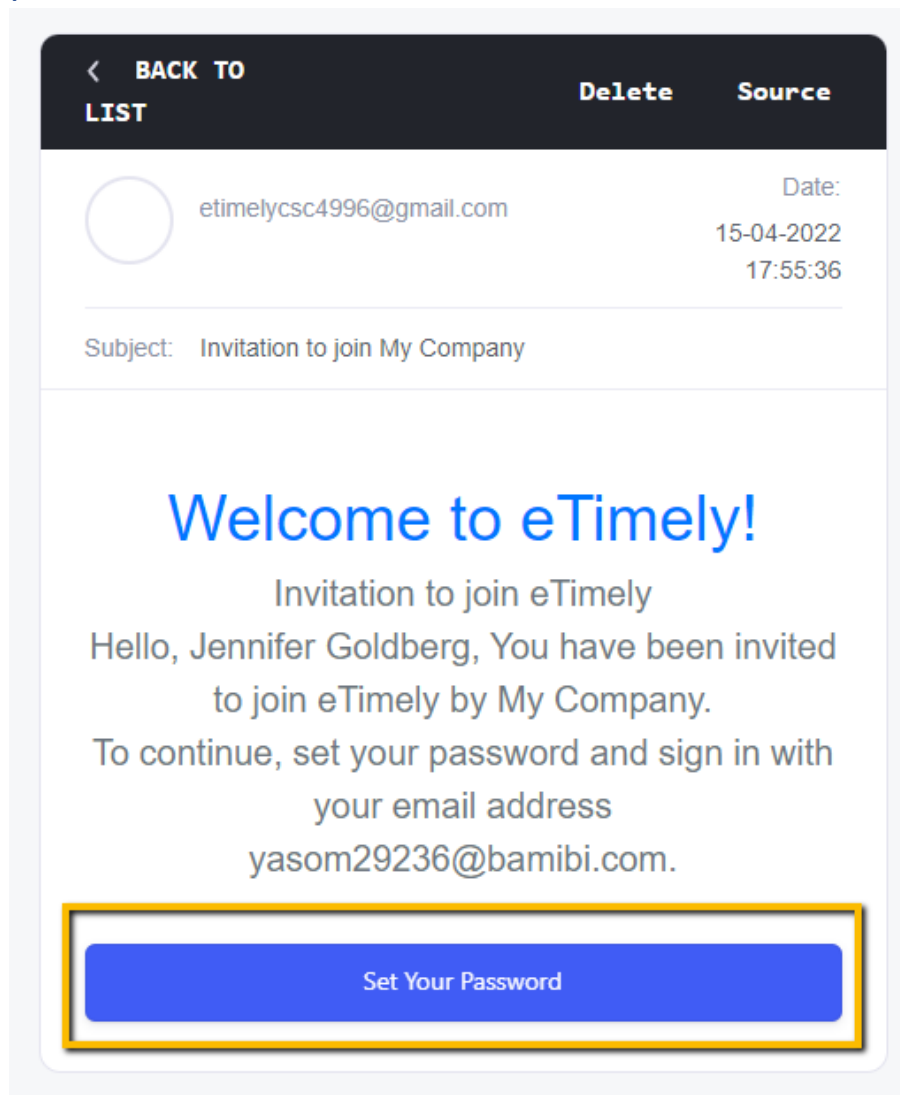 BACK TO
LIST
Delete Source
etimelycsc4996@gmail.com
Date:
15-04-2022
17:55:36
Subject: Invitation to join My Company
Welcome to eTimely!
Invitation to join eTimely
Hello, Jennifer Goldberg, You have been invited
to join eTimely by My Company.
To continue, set your password and sign in with
your email address
yasom29236@bamibi.com.
Set Your Password